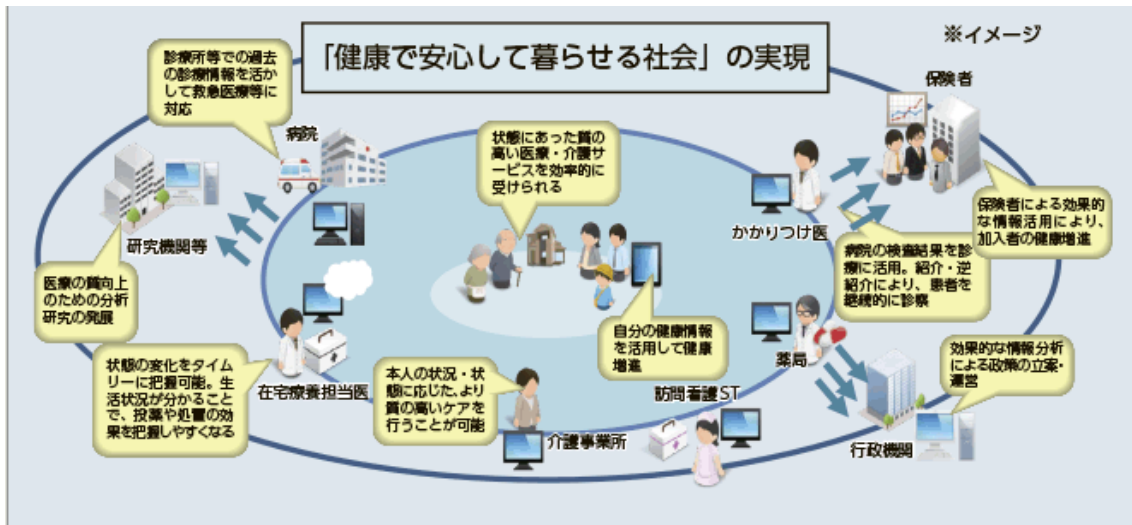 「健康で安心して暮らせる社会」の実現
※イメージ
診療所等での過去
の診療情報を活か
して救急医療等に
対応
病院
状態にあった質の
高い医療・介護サ
ービスを効率的に
受けられる
保険者
保険者による効果的
な情報活用により、
加入者の健康増進
かかりつけ医
病院の検査結果を診
療に活用。紹介・逆
紹介により、患者を
継続的に診察
研究機関等
医療の質向上
のための分析
研究の発展
自分の健康情報
を活用して健康
増進
薬局
効果的な情報分析
による政策の立案・
運営
行政機関
在宅療養担当医
状態の変化をタイム
リーに把握可能。生
活状況が分かること
で、投薬や処置の効
果を把握しやすくなる
本人の状況・状
態に応じた、より
質の高いケアを
行うことが可能
介護事業所
訪問看護ST